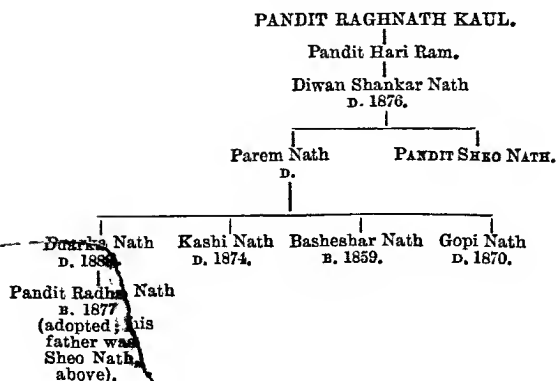 PANDIT RAGHNATH KAUL.
Pandit Hari Ram.
Diwan Shankar Nath
D. 1876.
Parem Nath PANDIT SHEO NATH.
D.
Duarka Nath Kashi Nath Basheshar Nath Gopi Nath
D. D. 1874. B. 1859. D. 1870.
Pandit Radha Nath
B. 1877
(adopted; his
father was
Sheo Nath,
above).